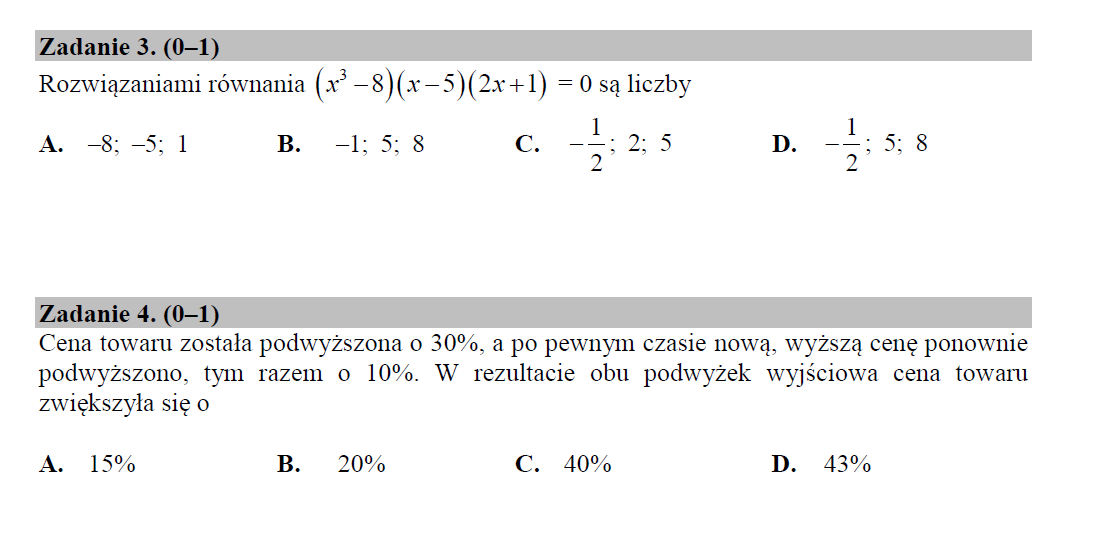 Zadanie 3. (0–1)
Rozwiązaniami równania (x³ – 8)(x – 5)(2x + 1) = 0 są liczby
A. –8; –5; 1 B. –1; 5; 8 C. –1/2; 2; 5 D. –1/2; 5; 8
Zadanie 4. (0–1)
Cena towaru została podwyższona o 30%, a po pewnym czasie nową, wyższą cenę ponownie
podwyższono, tym razem o 10%. W rezultacie obu podwyżek wyjściowa cena towaru
zwiększyła się o
A. 15% B. 20% C. 40% D. 43%